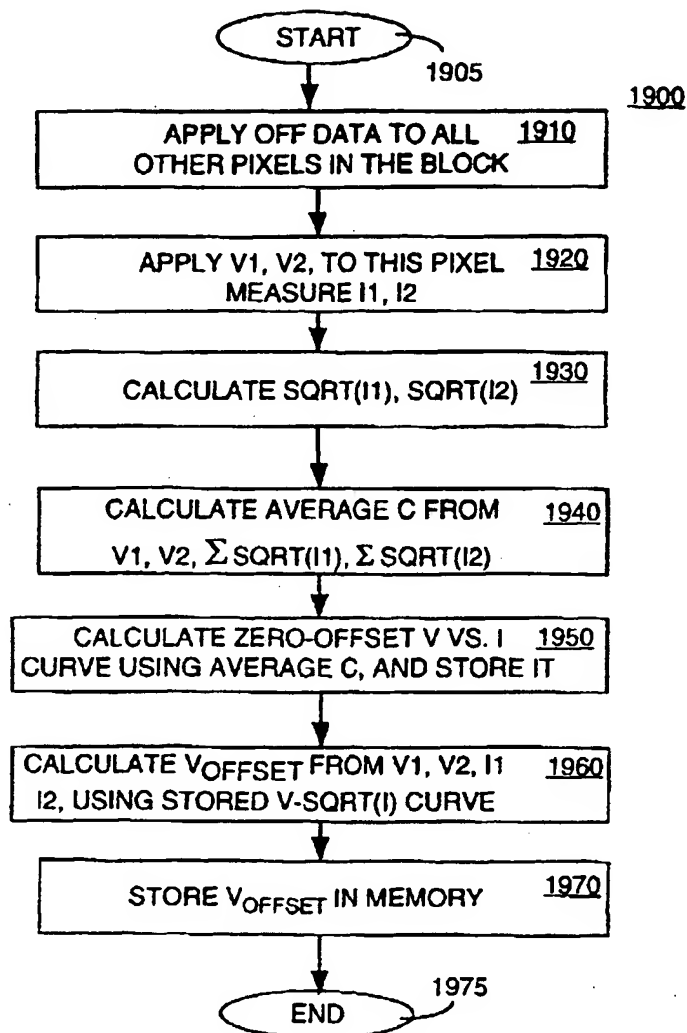 START
1905
1900
APPLY OFF DATA TO ALL 1910
OTHER PIXELS IN THE BLOCK
APPLY V1, V2, TO THIS PIXEL 1920
MEASURE I1, I2
1930
CALCULATE SQRT(I1), SQRT(I2)
CALCULATE AVERAGE C FROM 1940
V1, V2, Σ SQRT(I1), Σ SQRT(I2)
CALCULATE ZERO-OFFSET V VS. I 1950
CURVE USING AVERAGE C, AND STORE IT
CALCULATE VOFFSET FROM V1, V2, I1 1960
I2, USING STORED V-SQRT(I) CURVE
STORE VOFFSET IN MEMORY 1970
1975
END